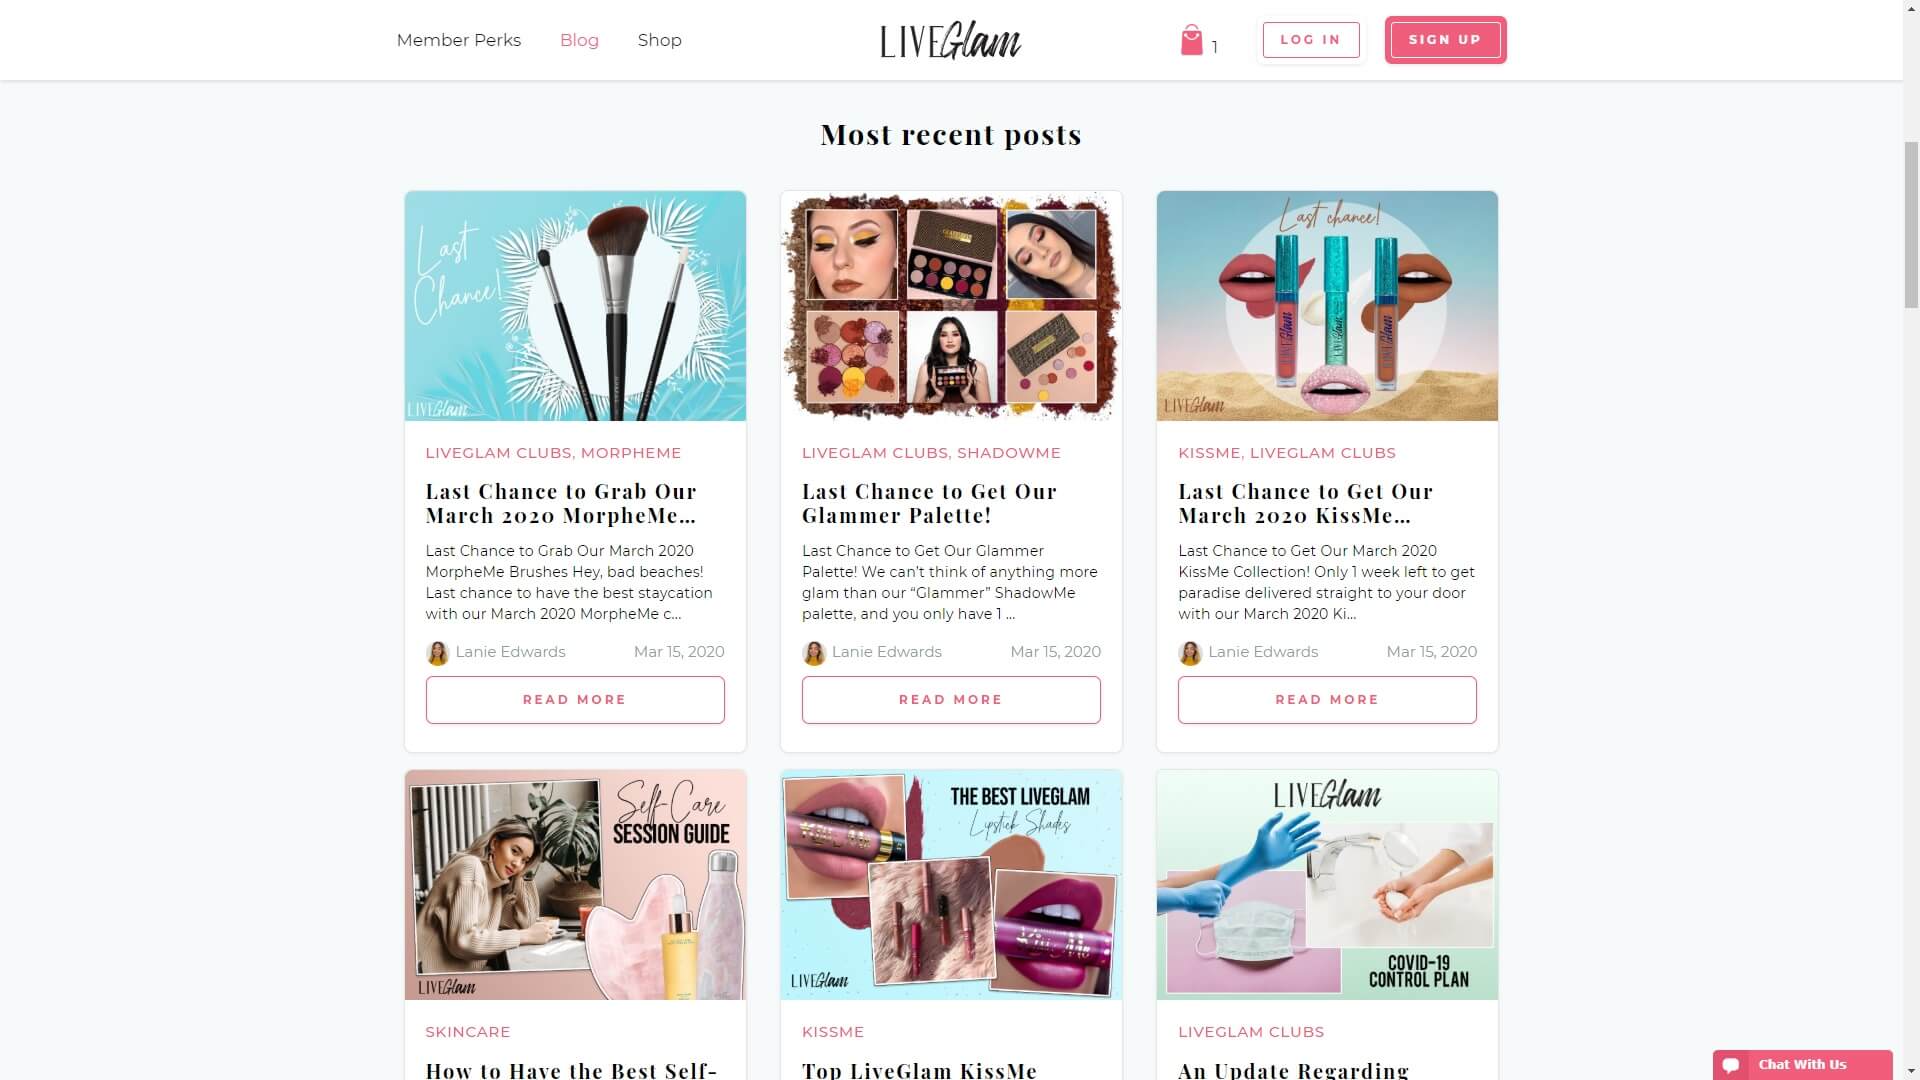 Member Perks
Blog
Shop
LIVEGlam
1
LOG IN
SIGN UP
Most recent posts
Last
Chance!
LIVEGlam
Last chance!
LIVEGlam
LIVEGlam
LIVEGlam
LIVEGlam
LIVEGLAM CLUBS, MORPHEME
Last Chance to Grab Our
March 2020 MorpheMe...
Last Chance to Grab Our March 2020
MorpheMe Brushes Hey, bad beaches!
Last chance to have the best staycation
with our March 2020 MorpheMe c...
Lanie Edwards
Mar 15, 2020
READ MORE
LIVEGLAM CLUBS, SHADOWME
Last Chance to Get Our
Glammer Palette!
Last Chance to Get Our Glammer
Palette! We can’t think of anything more
glam than our “Glammer” ShadowMe
palette, and you only have 1 ...
Lanie Edwards
Mar 15, 2020
READ MORE
KISSME, LIVEGLAM CLUBS
Last Chance to Get Our
March 2020 KissMe...
Last Chance to Get Our March 2020
KissMe Collection! Only 1 week left to get
paradise delivered straight to your door
with our March 2020 Ki...
Lanie Edwards
Mar 15, 2020
READ MORE
Self-Care
SESSION GUIDE
LIVEGlam
SKINCARE
How to Have the Best Self-
THE BEST LIVEGLAM
Lipstick Shades
Kiss Me
Kiss Me
LIVEGlam
KISSME
Top LiveGlam KissMe
LIVEGlam
COVID-19
CONTROL PLAN
LIVEGLAM CLUBS
An Update Regarding
Chat With Us